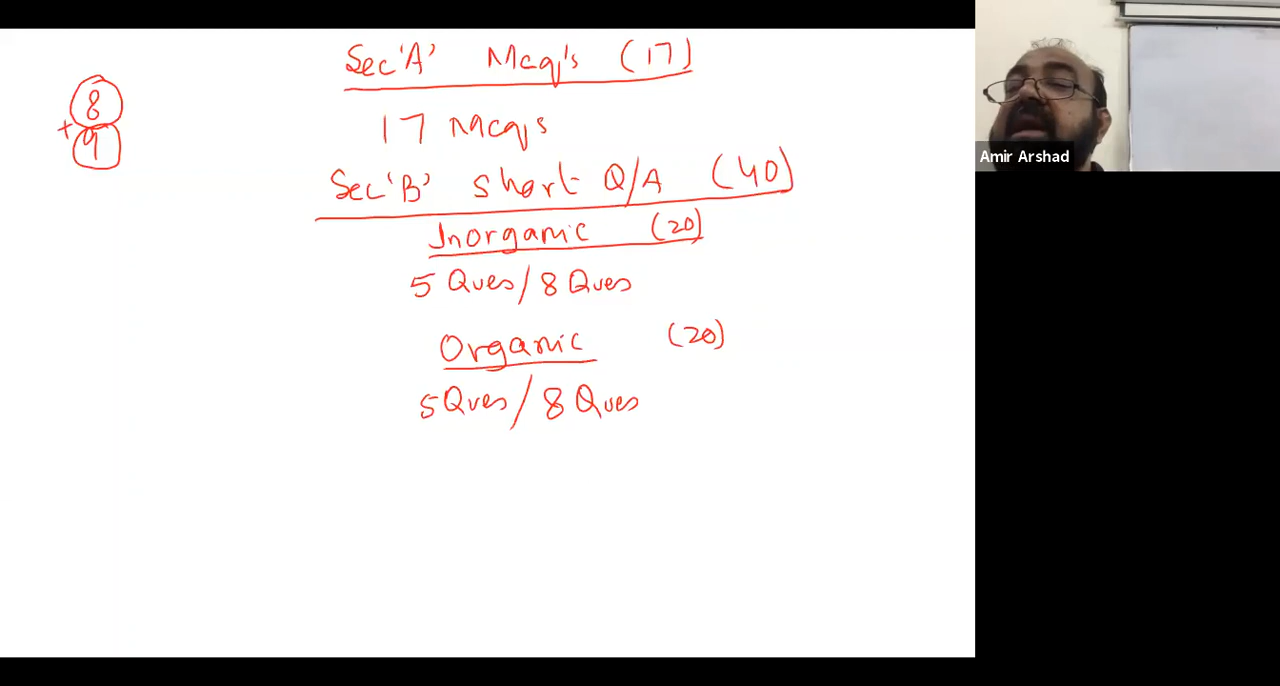 Sec 'A' Mcq's (17)
8
+ 9
17 Mcqs
Sec 'B' Short Q/A (40)
Inorganic (20)
5 Ques / 8 Ques
Organic (20)
5 Ques / 8 Ques
Amir Arshad